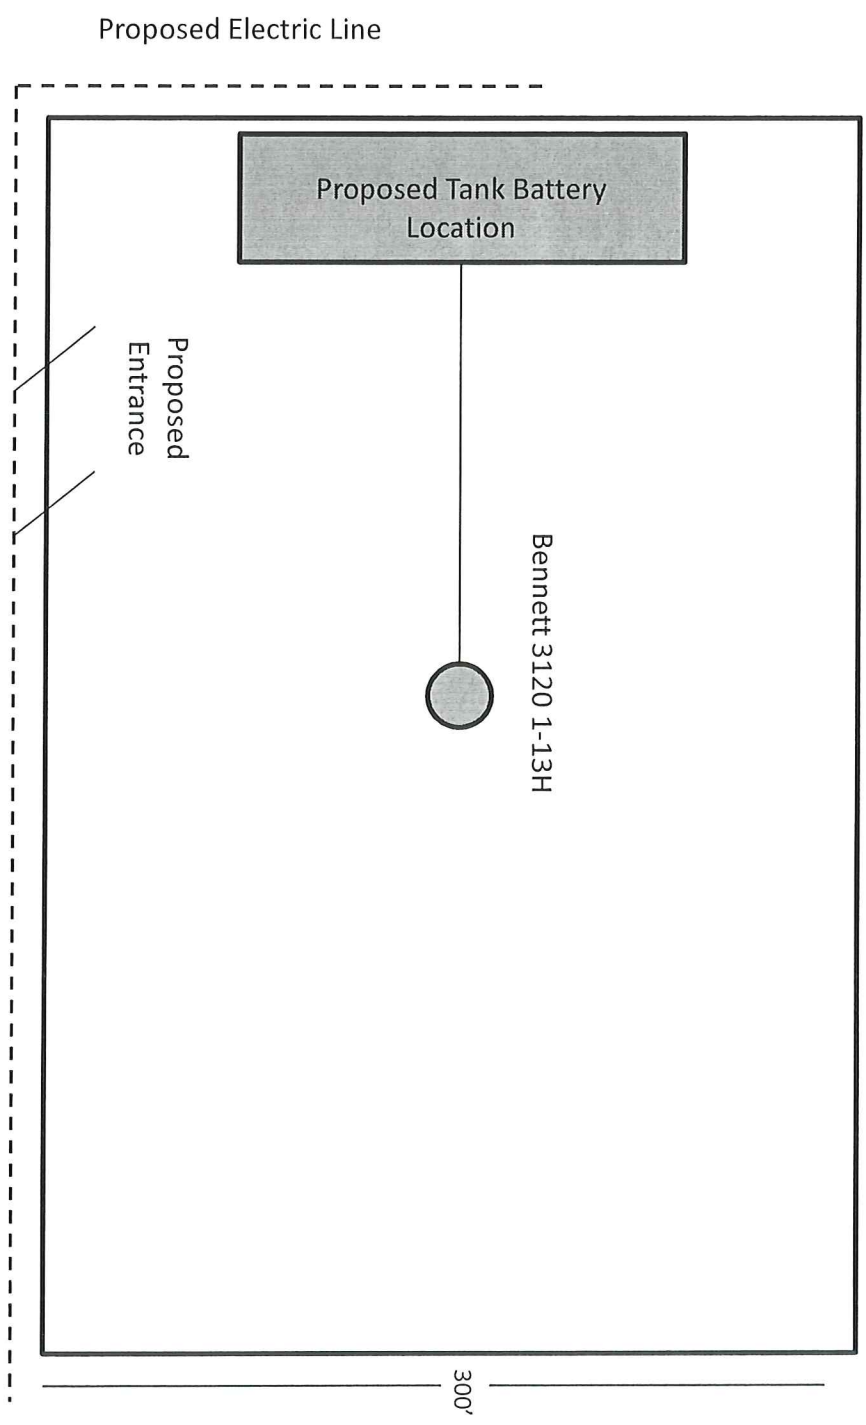 Proposed Electric Line
Proposed Tank Battery
Location
Proposed
Entrance
Bennett 3120 1-13H
300'